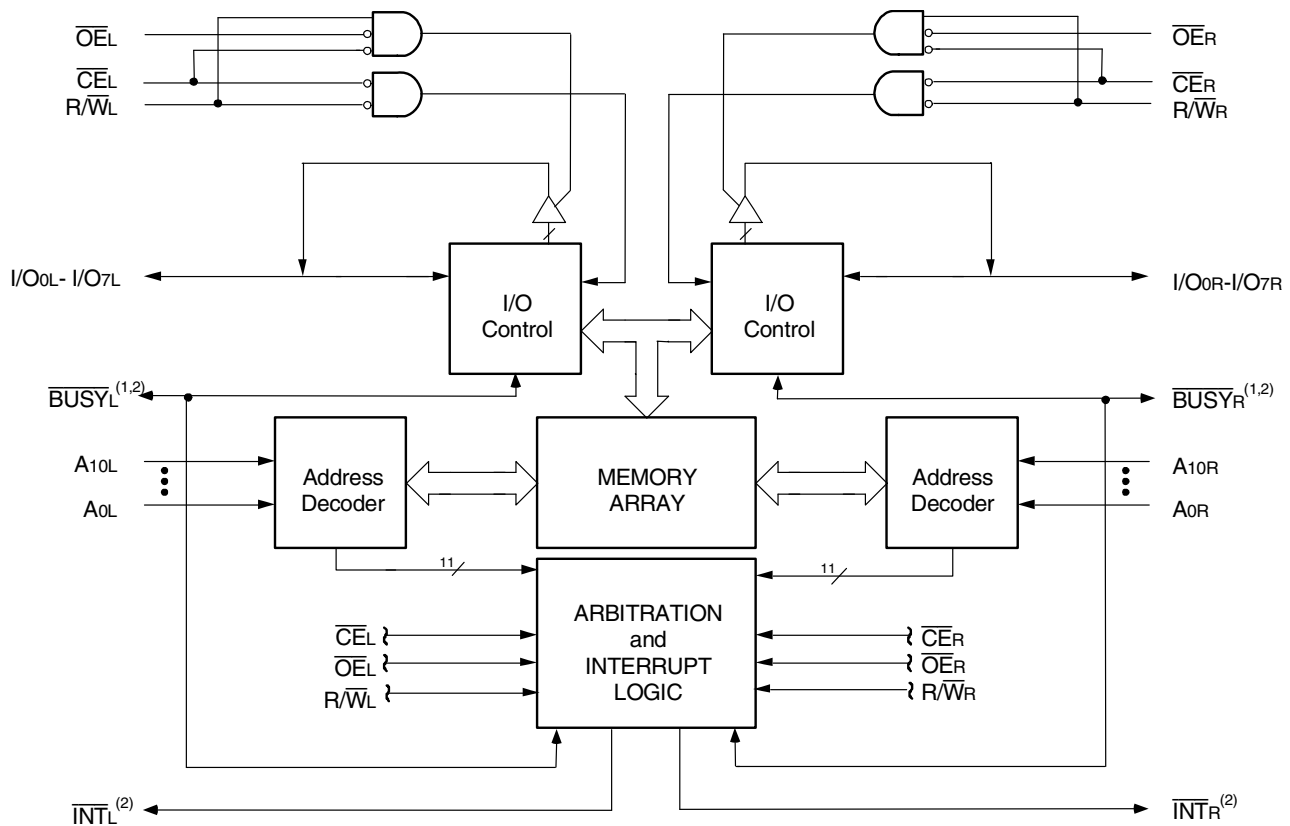 OEL
OER
CEL
CER
R/WL
R/WR
I/O0L- I/O7L
I/O
Control
I/O
Control
I/O0R-I/O7R
BUSYL(1,2)
BUSYR(1,2)
A10L
A0L
Address
Decoder
MEMORY
ARRAY
Address
Decoder
A10R
A0R
11
11
ARBITRATION
and
INTERRUPT
LOGIC
CEL
OEL
R/WL
CER
OER
R/WR
INTL(2)
INTR(2)